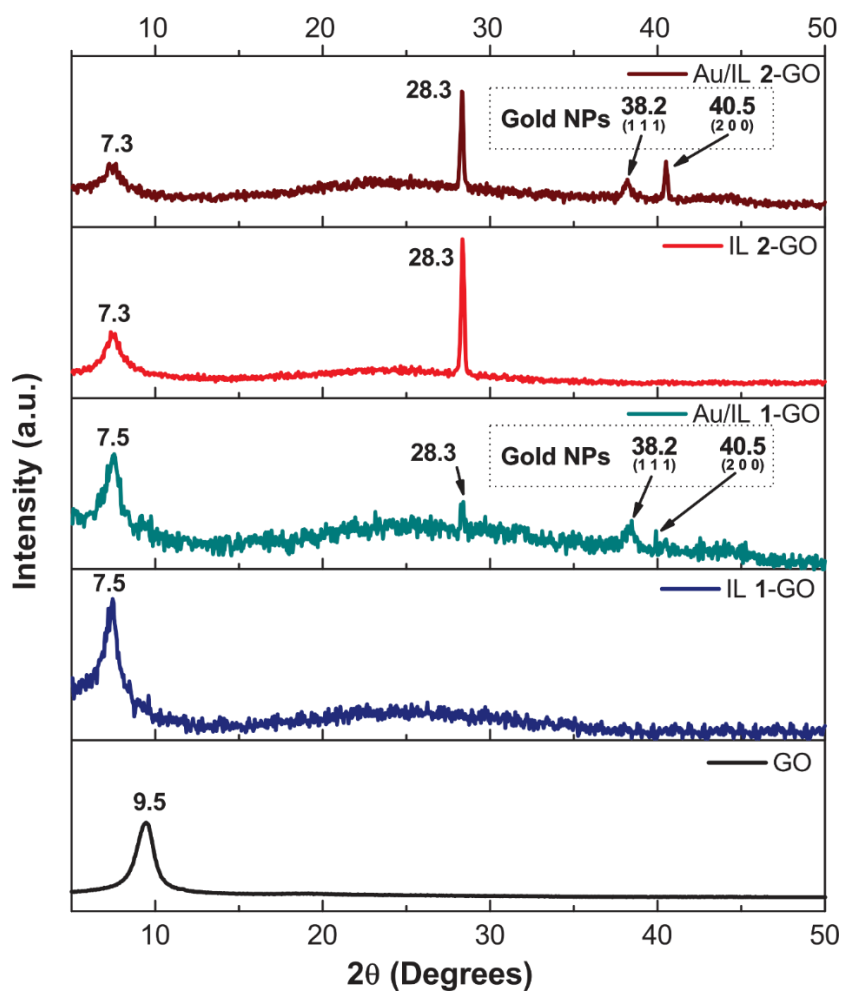 10 20 30 40 50
Au/IL 2-GO
28.3
Gold NPs 38.2 40.5
(1 1 1) (2 0 0)
7.3
IL 2-GO
28.3
7.3
Au/IL 1-GO
7.5
28.3
Gold NPs 38.2 40.5
(1 1 1) (2 0 0)
IL 1-GO
7.5
GO
9.5
10 20 30 40 50
2θ (Degrees)
Intensity (a.u.)